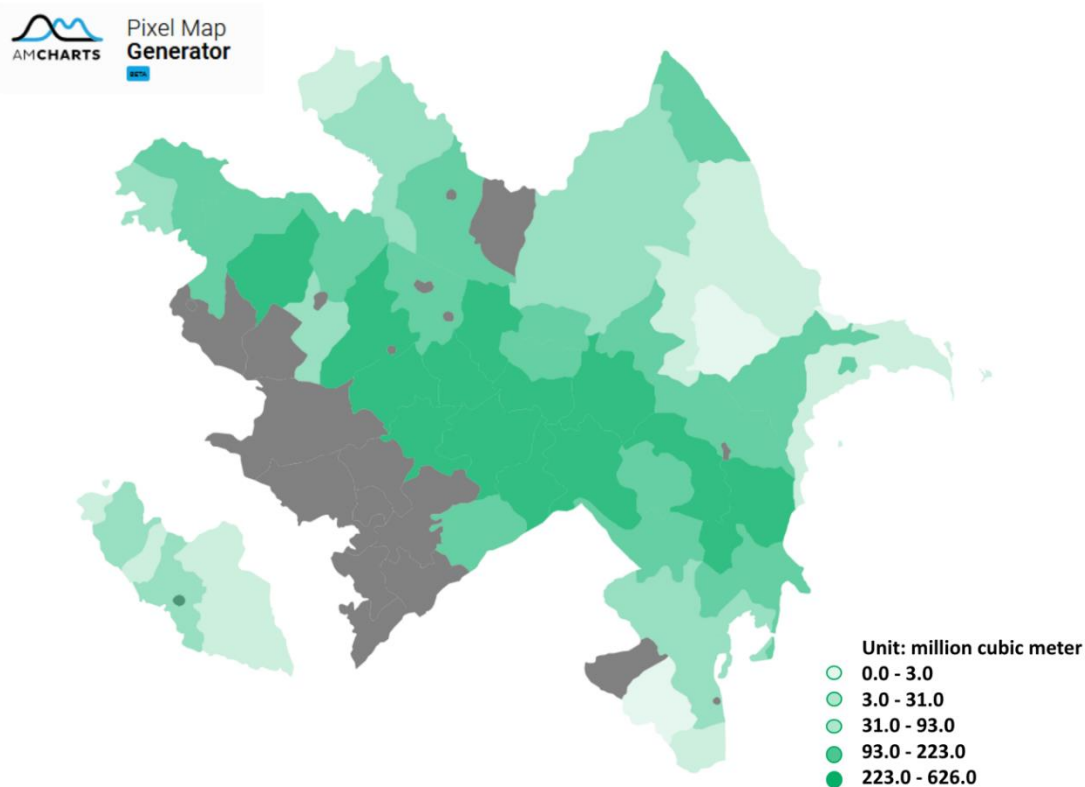 AMCHARTS
Pixel Map
Generator
BETA
Unit: million cubic meter
0.0 - 3.0
3.0 - 31.0
31.0 - 93.0
93.0 - 223.0
223.0 - 626.0